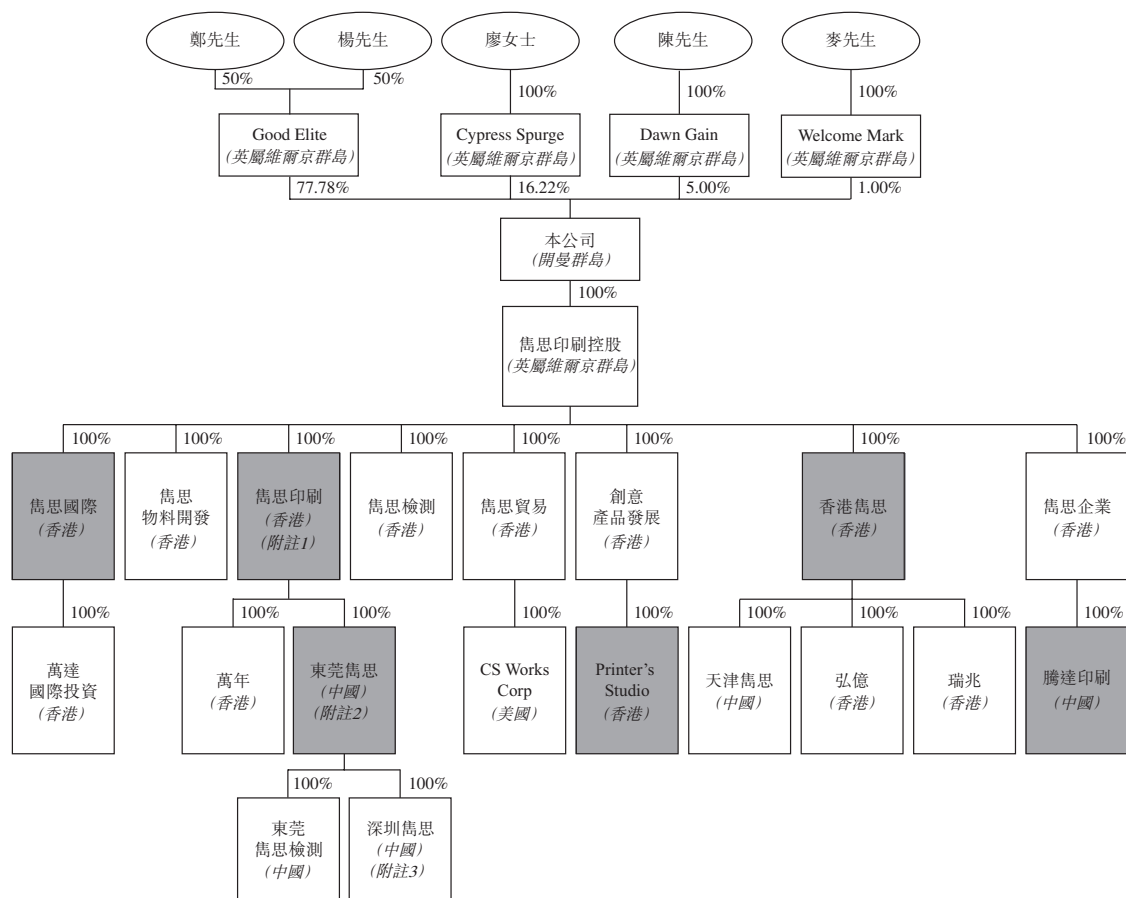 鄭先生
楊先生
廖女士
陳先生
麥先生
50%
50%
100%
100%
100%
Good Elite
(英屬維爾京群島)
Cypress Spurge
(英屬維爾京群島)
Dawn Gain
(英屬維爾京群島)
Welcome Mark
(英屬維爾京群島)
77.78%
16.22%
5.00%
1.00%
本公司
(開曼群島)
100%
雋思印刷控股
(英屬維爾京群島)
100%
100%
100%
100%
100%
100%
100%
100%
雋思國際
(香港)
雋思
物料開發
(香港)
雋思印刷
(香港)
(附註1)
雋思檢測
(香港)
雋思貿易
(香港)
創意
產品發展
(香港)
香港雋思
(香港)
雋思企業
(香港)
100%
100%
100%
100%
100%
100%
100%
100%
100%
萬達
國際投資
(香港)
萬年
(香港)
東莞雋思
(中國)
(附註2)
CS Works
Corp
(美國)
Printer's
Studio
(香港)
天津雋思
(中國)
弘億
(香港)
瑞兆
(香港)
騰達印刷
(中國)
100%
100%
東莞
雋思檢測
(中國)
深圳雋思
(中國)
(附註3)